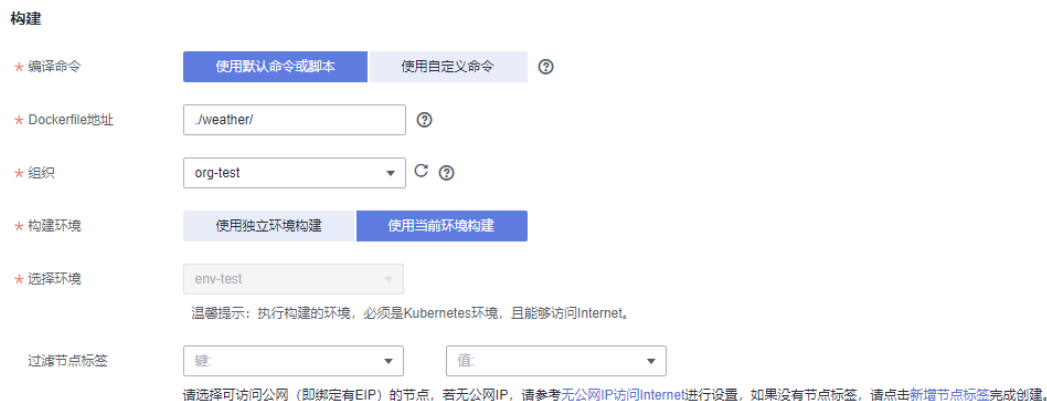 构建
* 编译命令 使用默认命令或脚本 使用自定义命令 ?
* Dockerfile地址 ./weather/ ?
* 组织 org-test ?
* 构建环境 使用独立环境构建 使用当前环境构建
* 选择环境 env-test
温馨提示：执行构建的环境，必须是Kubernetes环境，且能够访问Internet。
过滤节点标签 键: 值:
请选择可访问公网（即绑定有EIP）的节点，若无公网IP，请参考无公网IP访问Internet进行设置，如果没有节点标签，请点击新增节点标签完成创建。